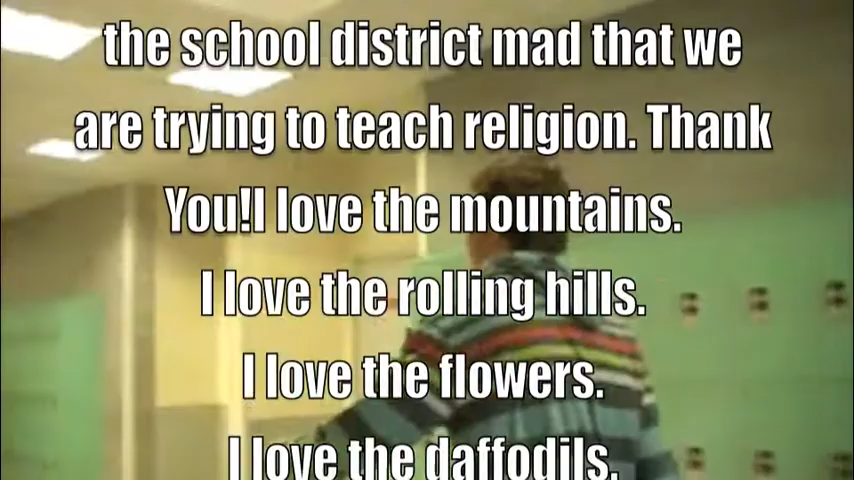 the school district mad that we
are trying to teach religion. Thank
You!I love the mountains.
I love the rolling hills.
I love the flowers.
I love the daffodils.